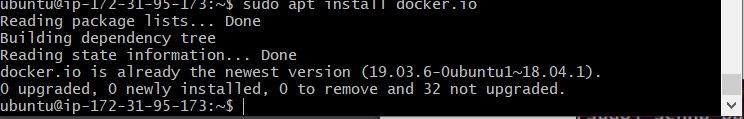 ubuntu@ip-172-31-95-173:~$ sudo apt install docker.io
Reading package lists... Done
Building dependency tree
Reading state information... Done
docker.io is already the newest version (19.03.6-0ubuntu1~18.04.1).
0 upgraded, 0 newly installed, 0 to remove and 32 not upgraded.
ubuntu@ip-172-31-95-173:~$